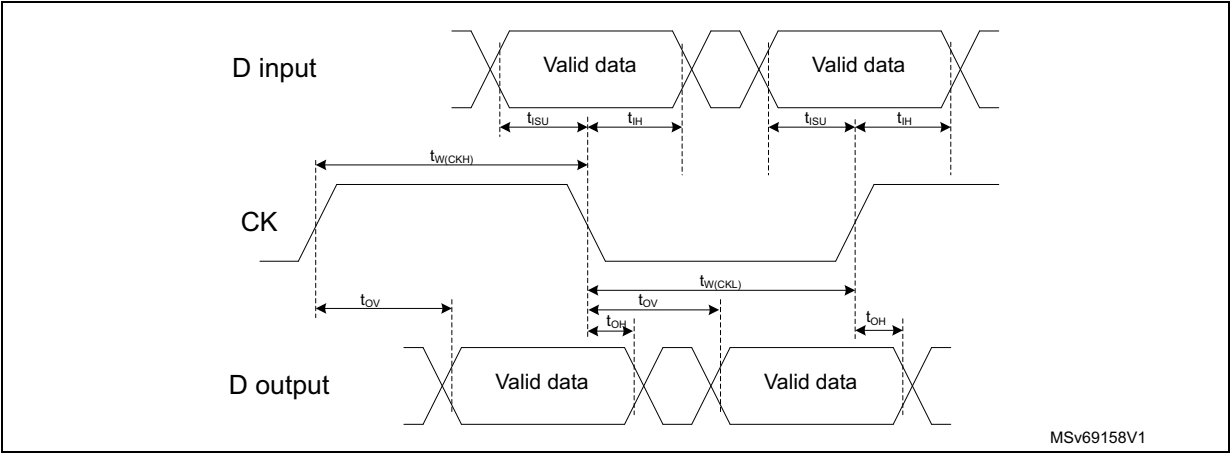 D input
Valid data
Valid data
tISU
tIH
tISU
tIH
tW(CKH)
CK
tW(CKL)
tOV
tOV
tOH
tOH
D output
Valid data
Valid data
MSv69158V1